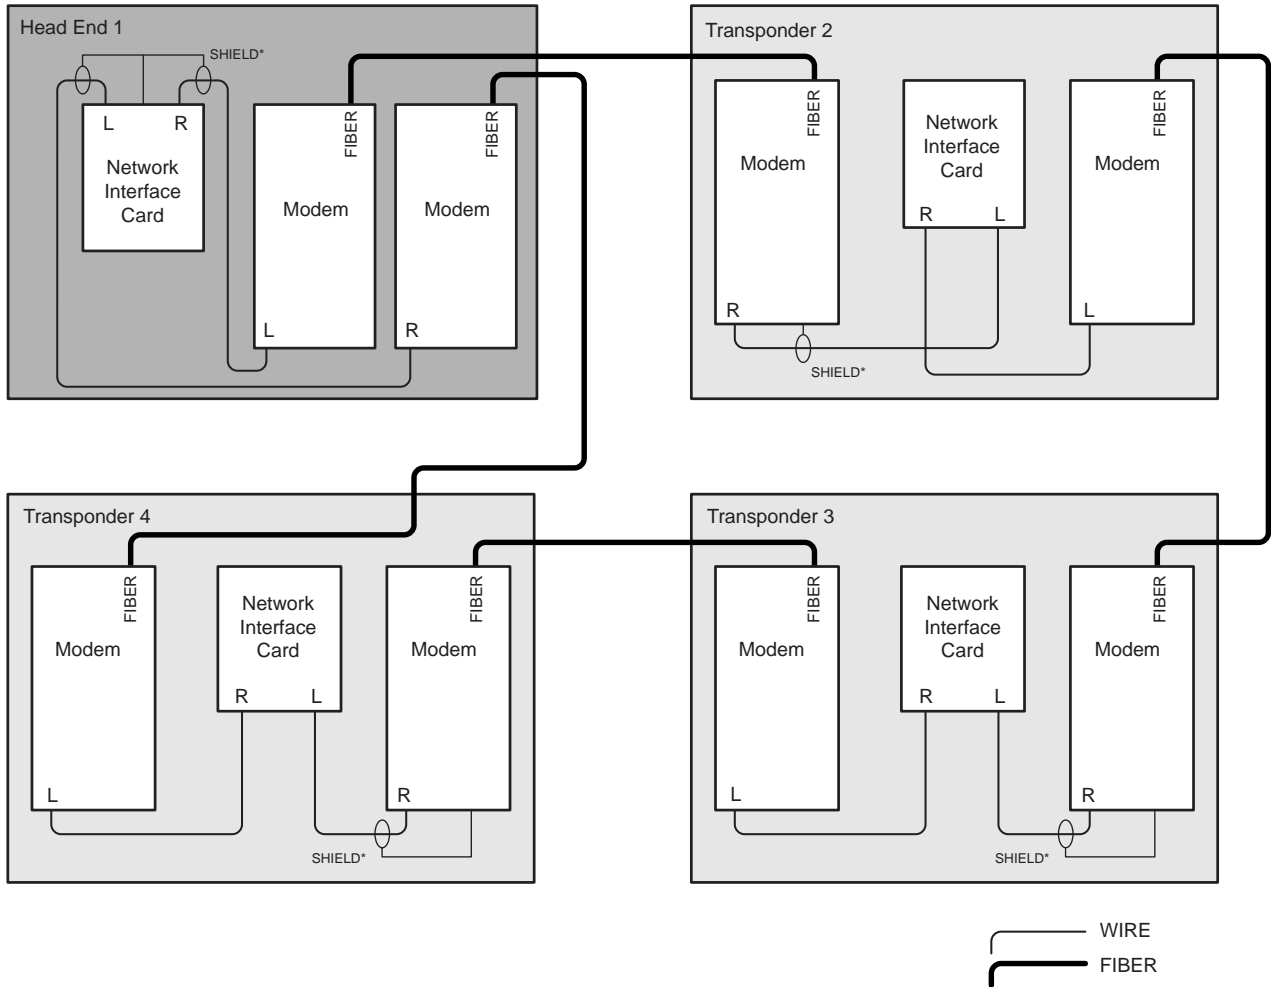 Head End 1
SHIELD*
L R
Network
Interface
Card
FIBER
Modem
L
FIBER
Modem
R
Transponder 2
FIBER
Modem
R
SHIELD*
Network
Interface
Card
R L
FIBER
Modem
L
Transponder 4
FIBER
Modem
L
Network
Interface
Card
R L
FIBER
Modem
R
SHIELD*
Transponder 3
FIBER
Modem
L
Network
Interface
Card
R L
FIBER
Modem
R
SHIELD*
WIRE
FIBER